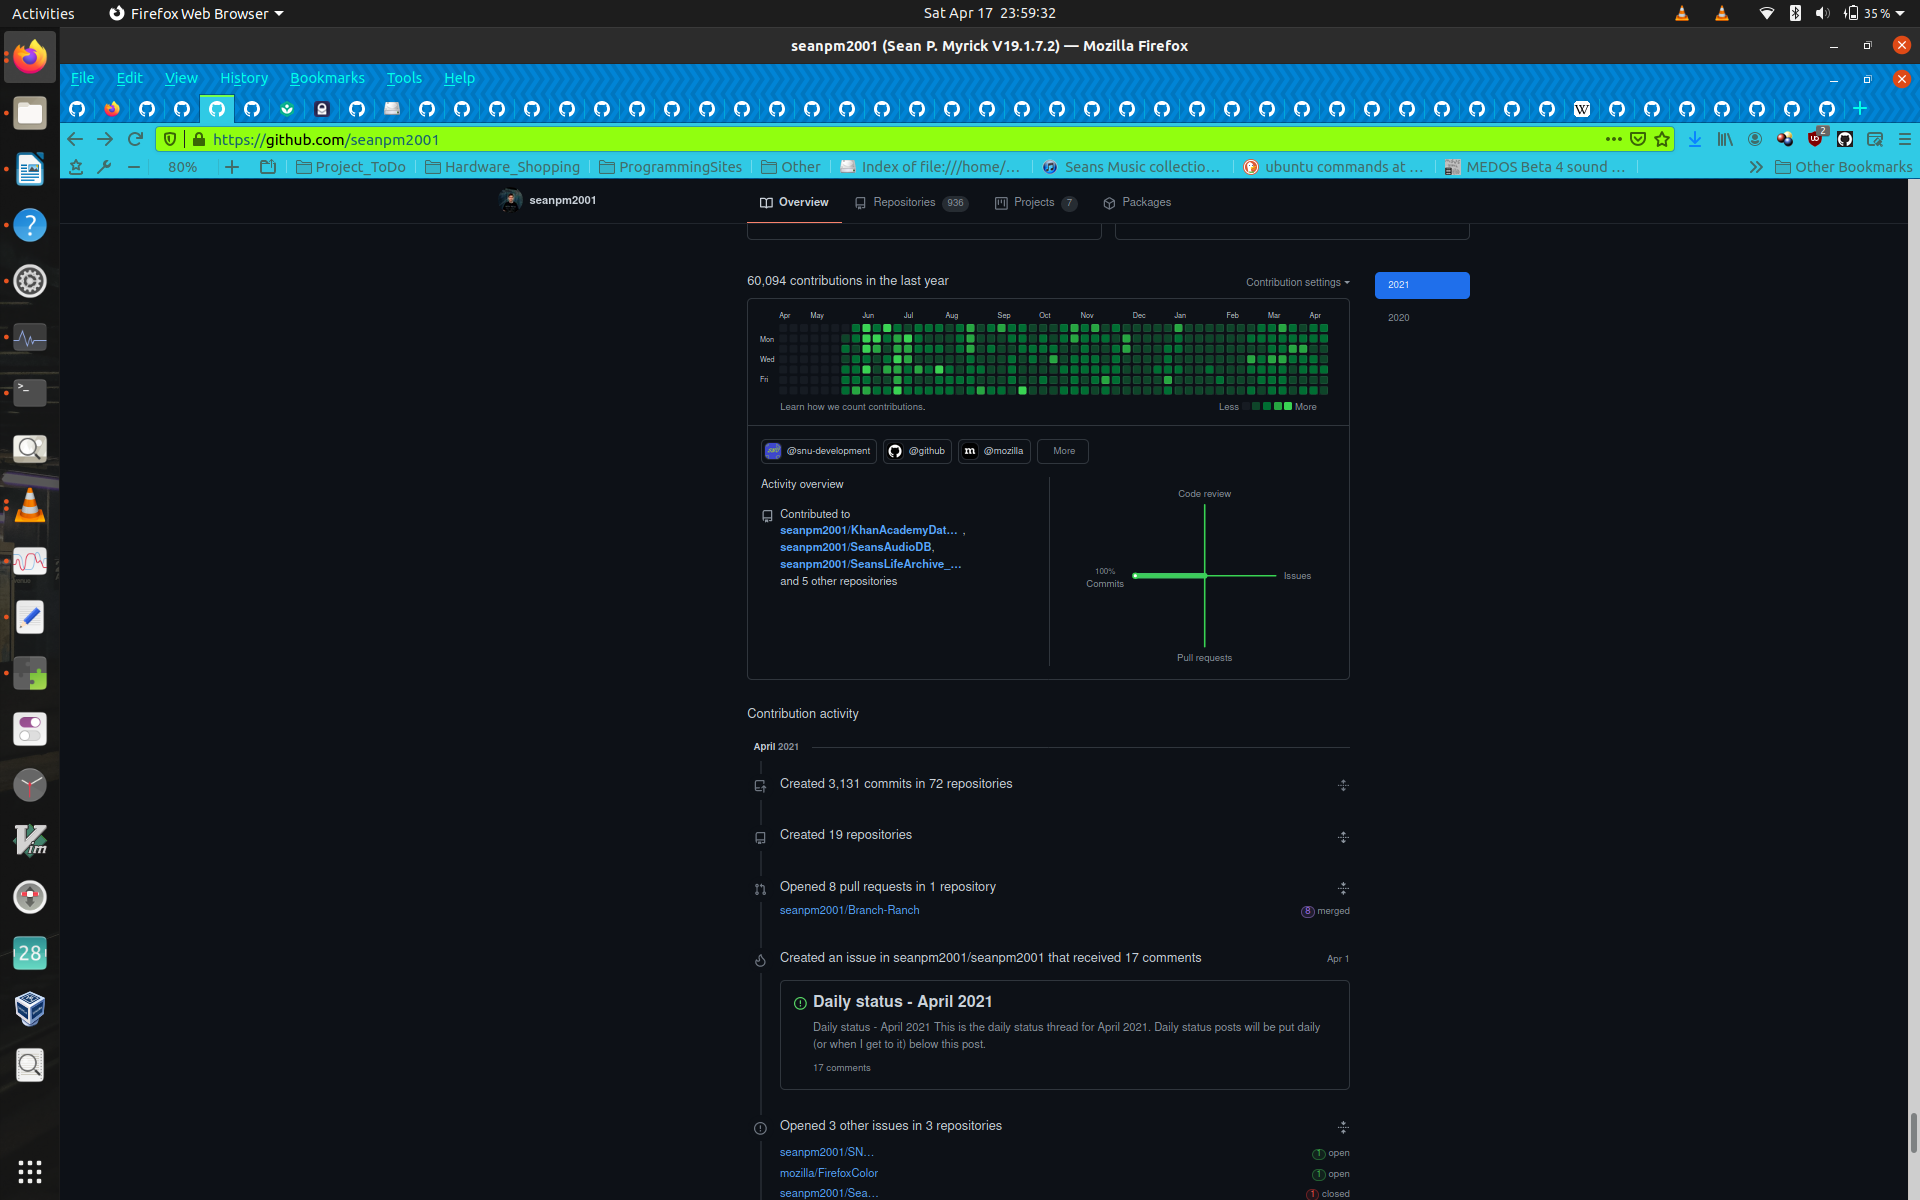 Activities
Firefox Web Browser
Sat Apr 17 23:59:32
35 %
seanpm2001 (Sean P. Myrick V19.1.7.2) — Mozilla Firefox
File Edit View History Bookmarks Tools Help
https://github.com/seanpm2001
2
80%
Project_ToDo
Hardware_Shopping
ProgrammingSites
Other
Index of file:///home/…
Seans Music collectio…
ubuntu commands at …
MEDOS Beta 4 sound …
Other Bookmarks
seanpm2001
Overview
Repositories 936
Projects 7
Packages
60,094 contributions in the last year
Contribution settings
2021
2020
Apr May Jun Jul Aug Sep Oct Nov Dec Jan Feb Mar Apr
Mon
Wed
Fri
Learn how we count contributions.
Less
More
@snu-development
@github
m @mozilla
More
Activity overview
Contributed to
seanpm2001/KhanAcademyDat… ,
seanpm2001/SeansAudioDB,
seanpm2001/SeansLifeArchive_…
and 5 other repositories
Code review
100%
Commits
Issues
Pull requests
Contribution activity
April 2021
Created 3,131 commits in 72 repositories
Created 19 repositories
Opened 8 pull requests in 1 repository
seanpm2001/Branch-Ranch
8 merged
Created an issue in seanpm2001/seanpm2001 that received 17 comments
Apr 1
Daily status - April 2021
Daily status - April 2021 This is the daily status thread for April 2021. Daily status posts will be put daily
(or when I get to it) below this post.
17 comments
Opened 3 other issues in 3 repositories
seanpm2001/SN…
1 open
mozilla/FirefoxColor
1 open
seanpm2001/Sea…
1 closed
Vim
28
W